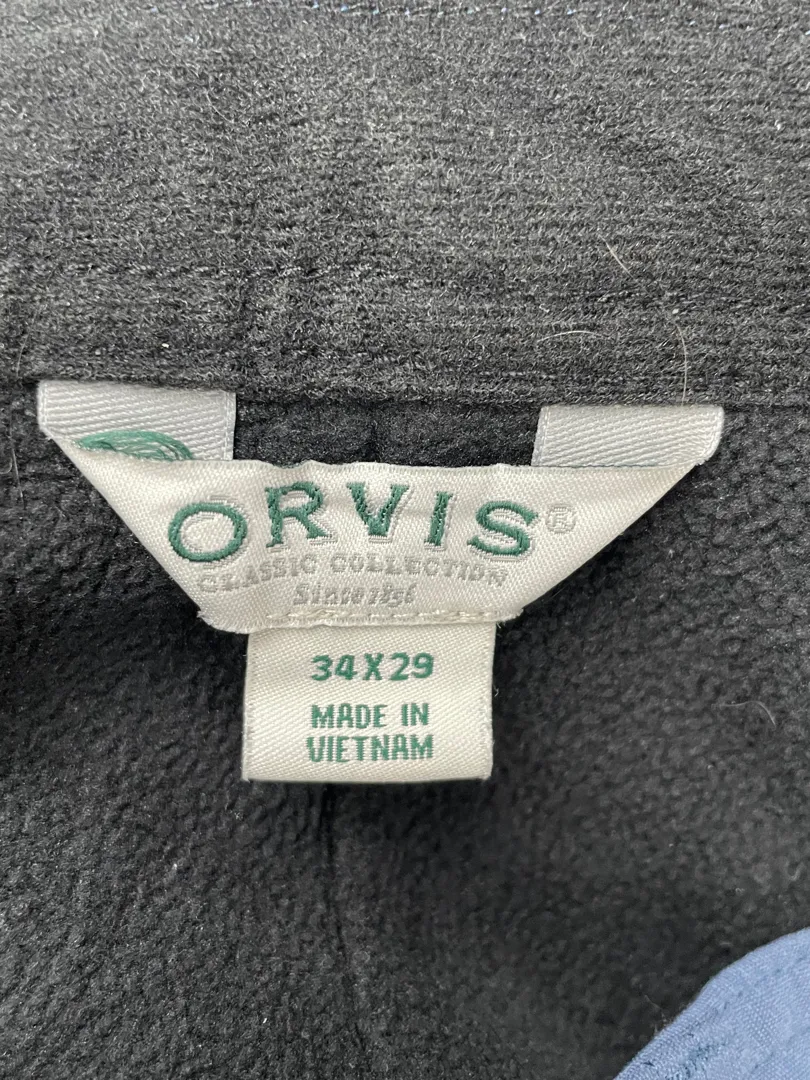 ORVIS®
CLASSIC COLLECTION
Since 1856
34X29
MADE IN
VIETNAM